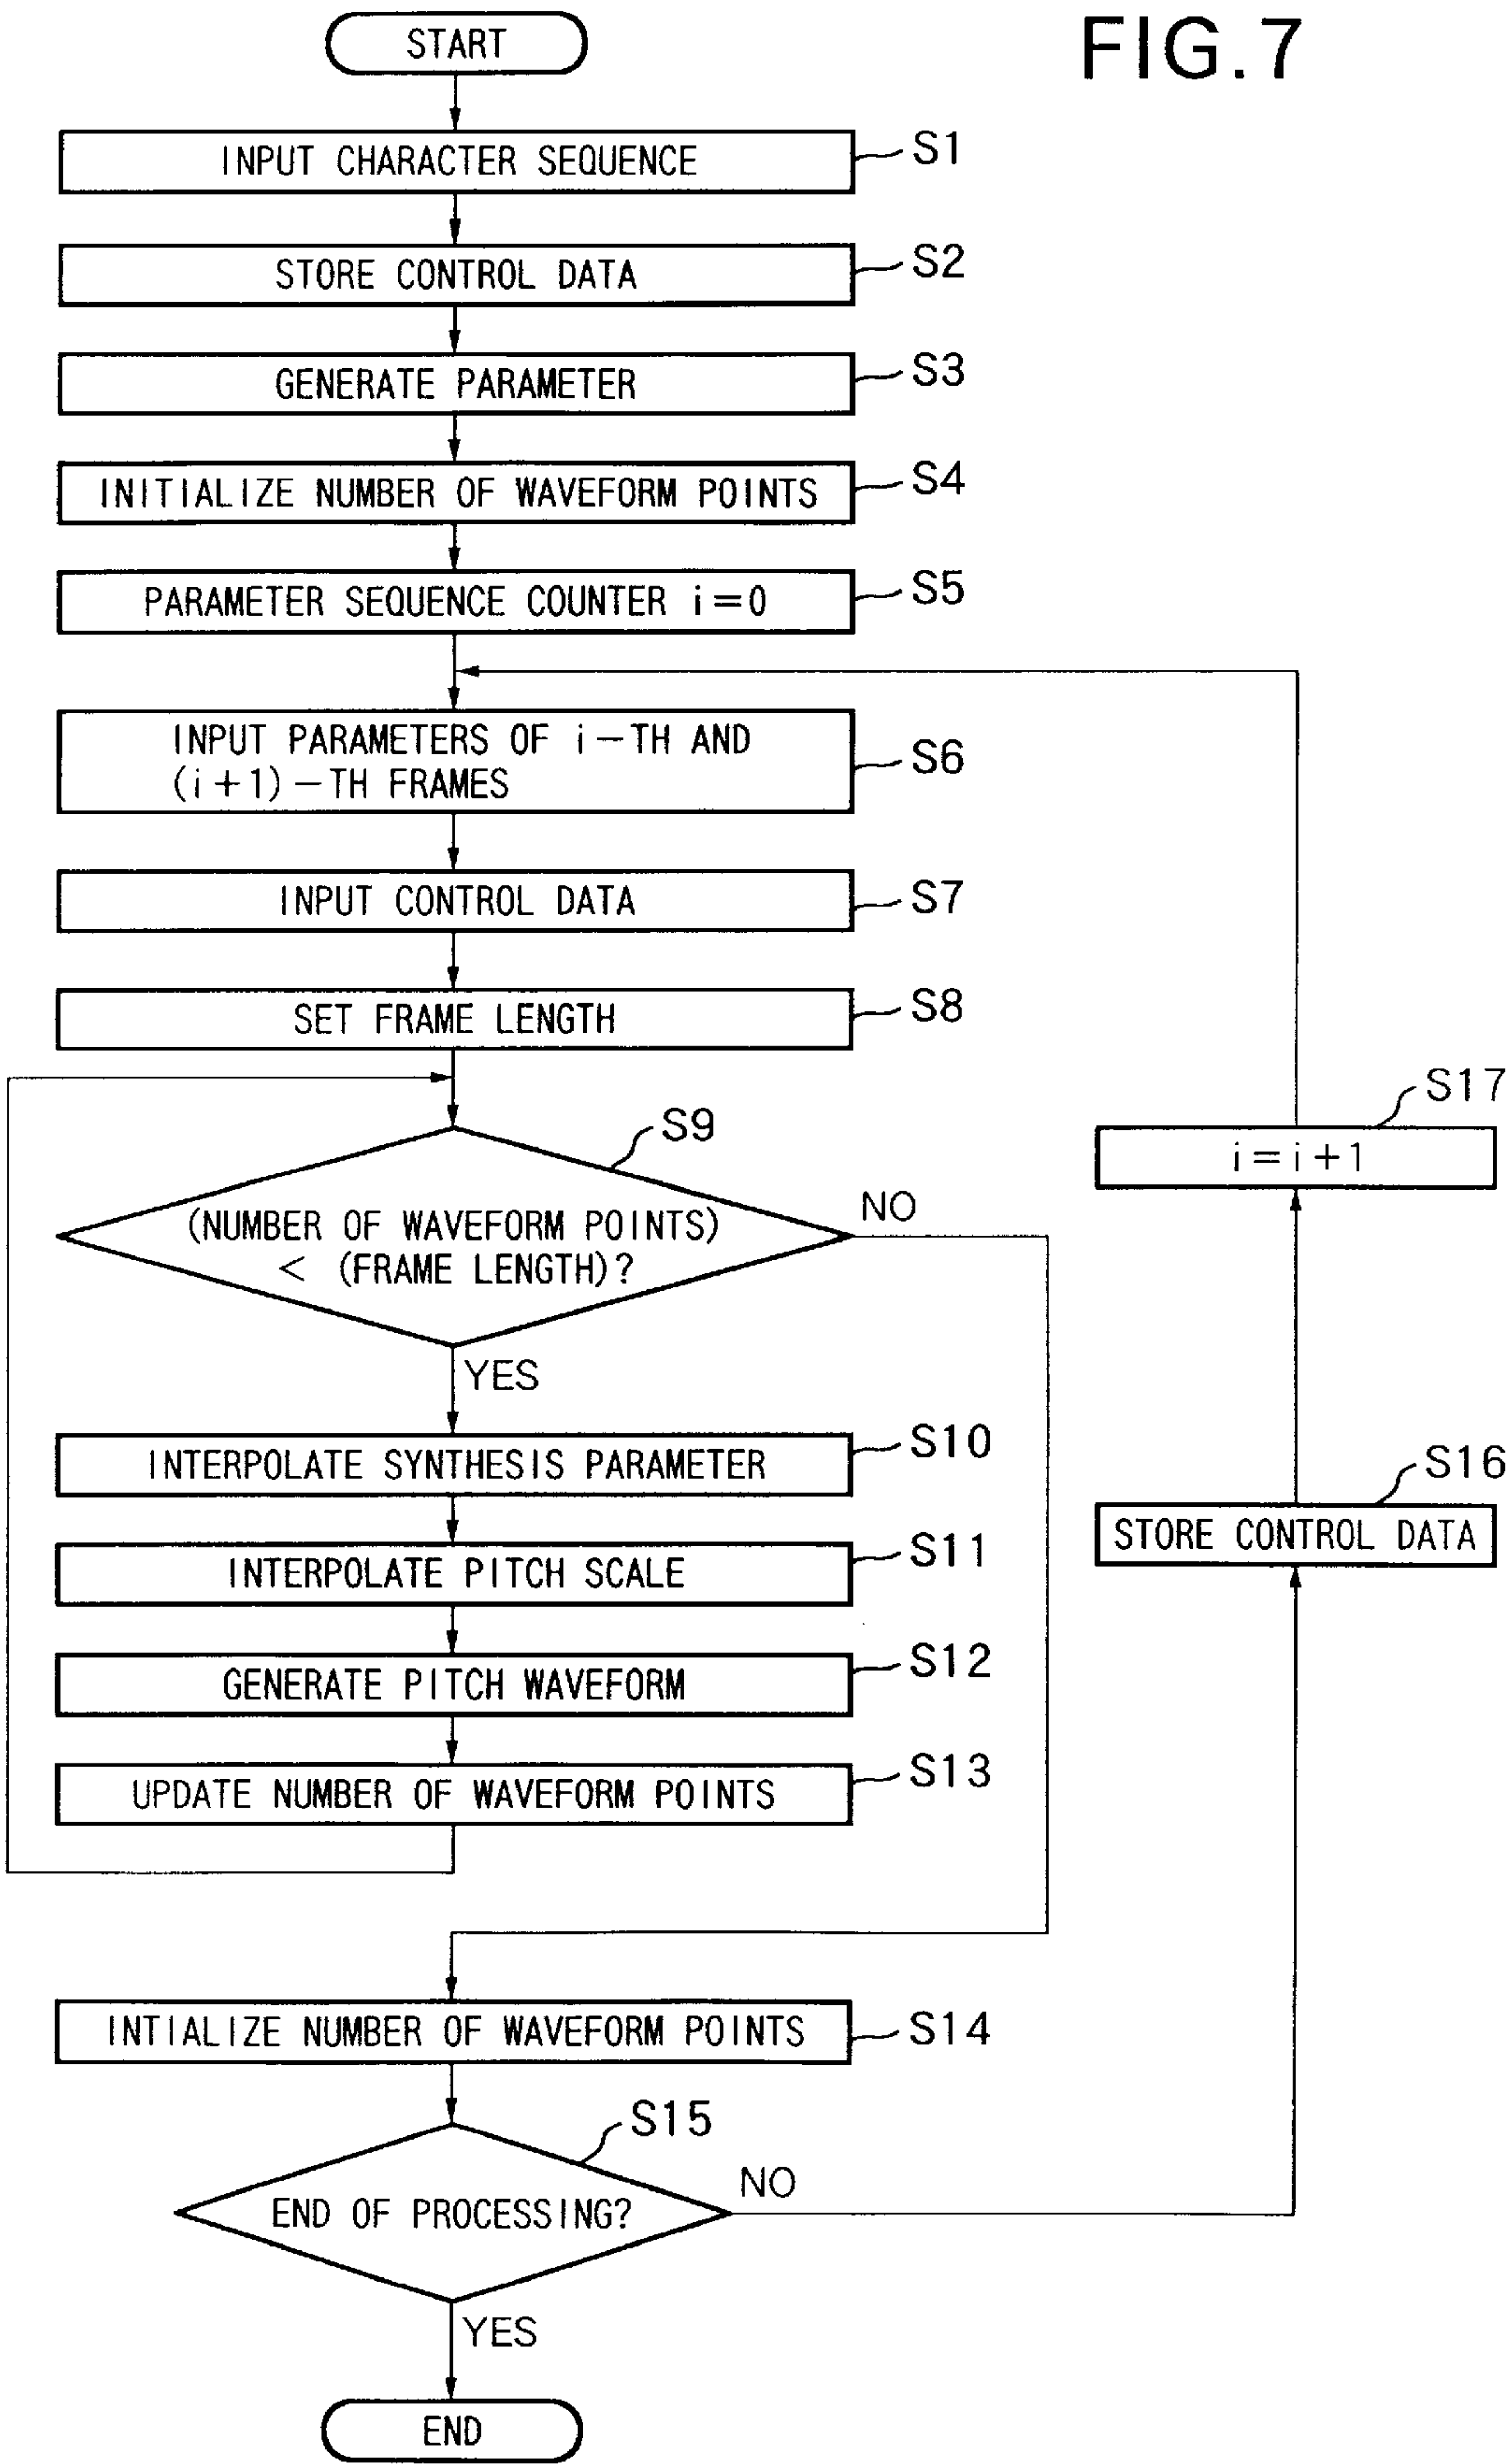 FIG.7
START
INPUT CHARACTER SEQUENCE
S1
STORE CONTROL DATA
S2
GENERATE PARAMETER
S3
INITIALIZE NUMBER OF WAVEFORM POINTS
S4
PARAMETER SEQUENCE COUNTER i=0
S5
INPUT PARAMETERS OF i-TH AND
(i+1)-TH FRAMES
S6
INPUT CONTROL DATA
S7
SET FRAME LENGTH
S8
S9
(NUMBER OF WAVEFORM POINTS)
< (FRAME LENGTH)?
NO
YES
INTERPOLATE SYNTHESIS PARAMETER
S10
INTERPOLATE PITCH SCALE
S11
GENERATE PITCH WAVEFORM
S12
UPDATE NUMBER OF WAVEFORM POINTS
S13
INTIALIZE NUMBER OF WAVEFORM POINTS
S14
S15
END OF PROCESSING?
NO
YES
END
S17
i=i+1
S16
STORE CONTROL DATA